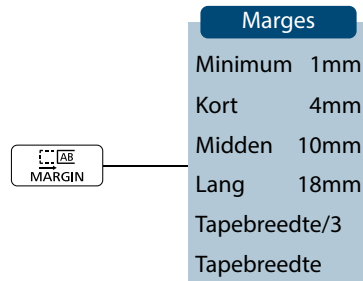 Marges
Minimum 1mm
Kort 4mm
Midden 10mm
Lang 18mm
Tapebreedte/3
Tapebreedte
AB
MARGIN